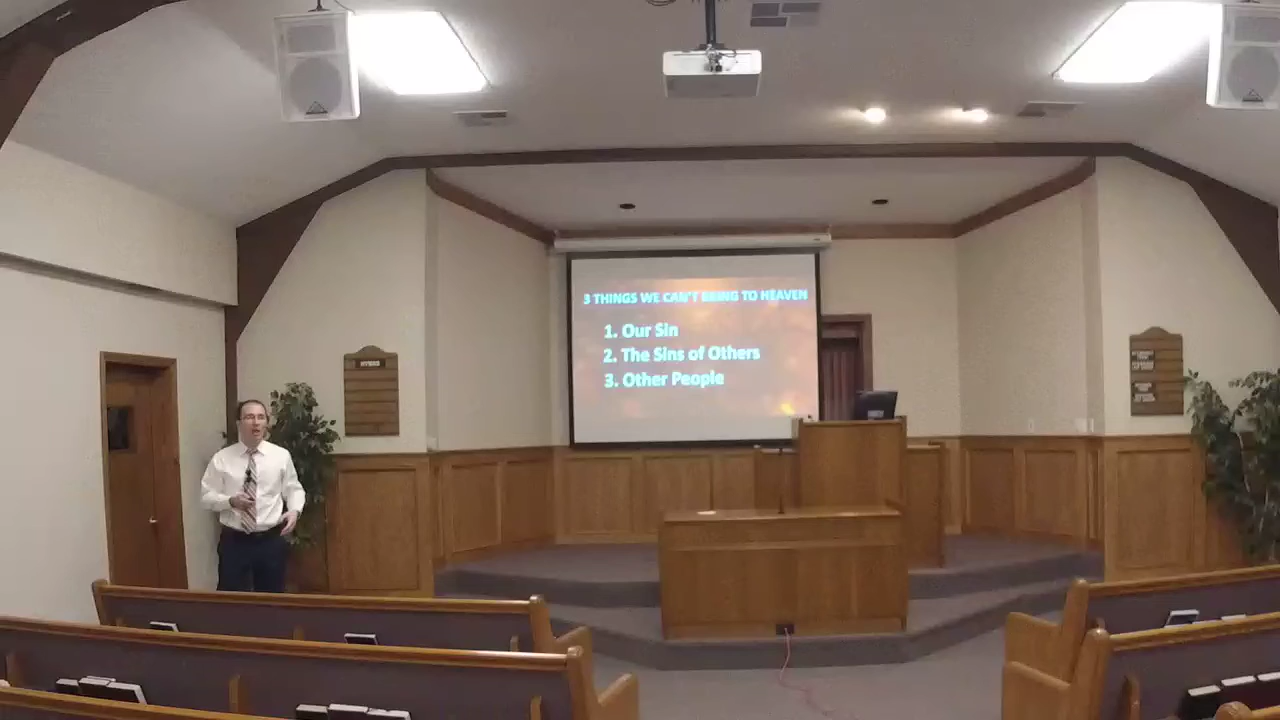 3 THINGS WE CAN'T BRING TO HEAVEN
1. Our Sin
2. The Sins of Others
3. Other People